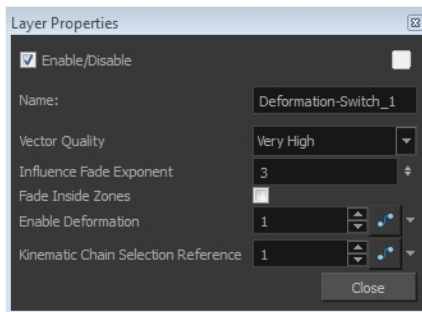 Layer Properties
Enable/Disable
Name: Deformation-Switch_1
Vector Quality Very High
Influence Fade Exponent 3
Fade Inside Zones
Enable Deformation 1
Kinematic Chain Selection Reference 1
Close